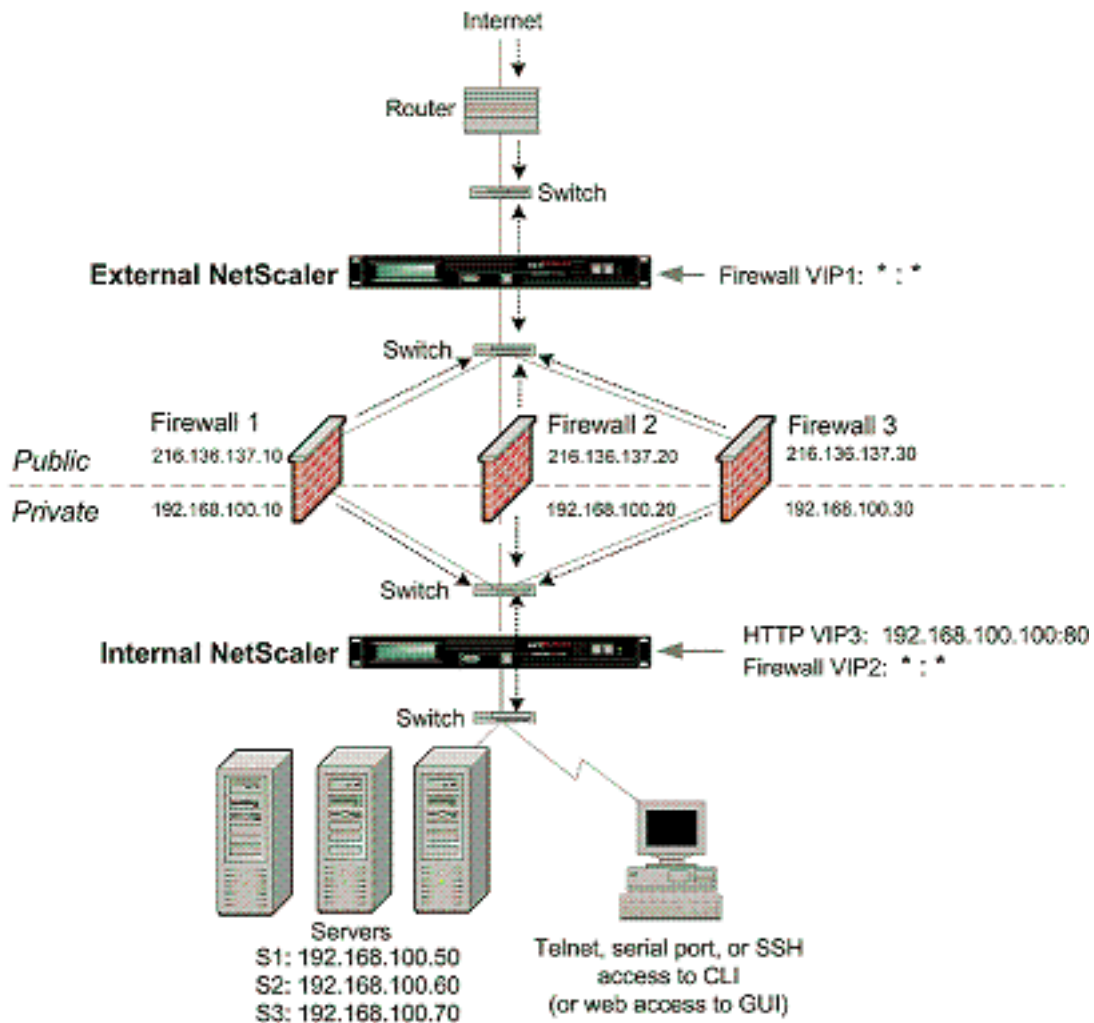 Internet
Router
Switch
External NetScaler
Firewall VIP1: * : *
Switch
Firewall 1
Firewall 2
Firewall 3
Public
216.136.137.10
216.136.137.20
216.136.137.30
Private
192.168.100.10
192.168.100.20
192.168.100.30
Switch
Internal NetScaler
HTTP VIP3: 192.168.100.100:80
Firewall VIP2: * : *
Switch
Servers
S1: 192.168.100.50
S2: 192.168.100.60
S3: 192.168.100.70
Telnet, serial port, or SSH
access to CLI
(or web access to GUI)